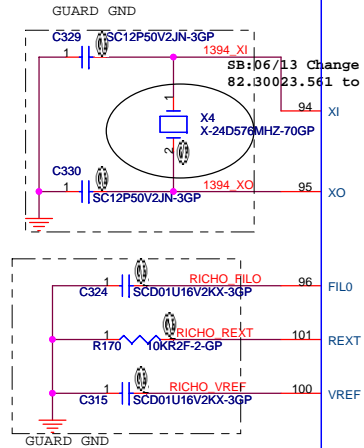 GUARD GND
C329
SC12P50V2JN-3GP
1
1394_XI
SB:06/13 Change
82.30023.561 to
94
XI
1
X4
X-24D576MHZ-70GP
2
C330
1
1394_XO
95
XO
SC12P50V2JN-3GP
1
RICHO_FILO
96
FIL0
C324
SCD01U16V2KX-3GP
1
RICHO_REXT
101
REXT
R170
10KR2F-2-GP
1
RICHO_VREF
100
VREF
C315
SCD01U16V2KX-3GP
GUARD GND